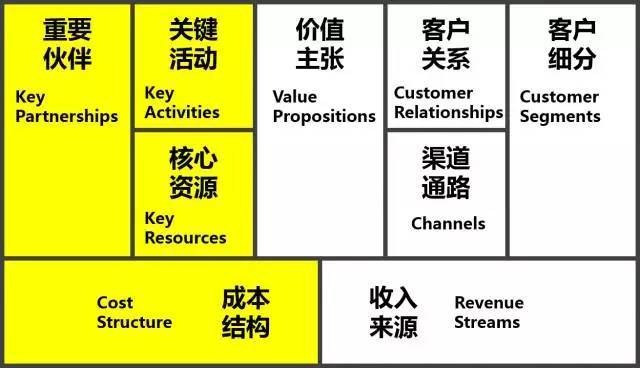 重要
伙伴
Key
Partnerships
关键
活动
Key
Activities
核心
资源
Key
Resources
价值
主张
Value
Propositions
客户
关系
Customer
Relationships
渠道
通路
Channels
客户
细分
Customer
Segments
Cost
Structure
成本
结构
收入
来源
Revenue
Streams